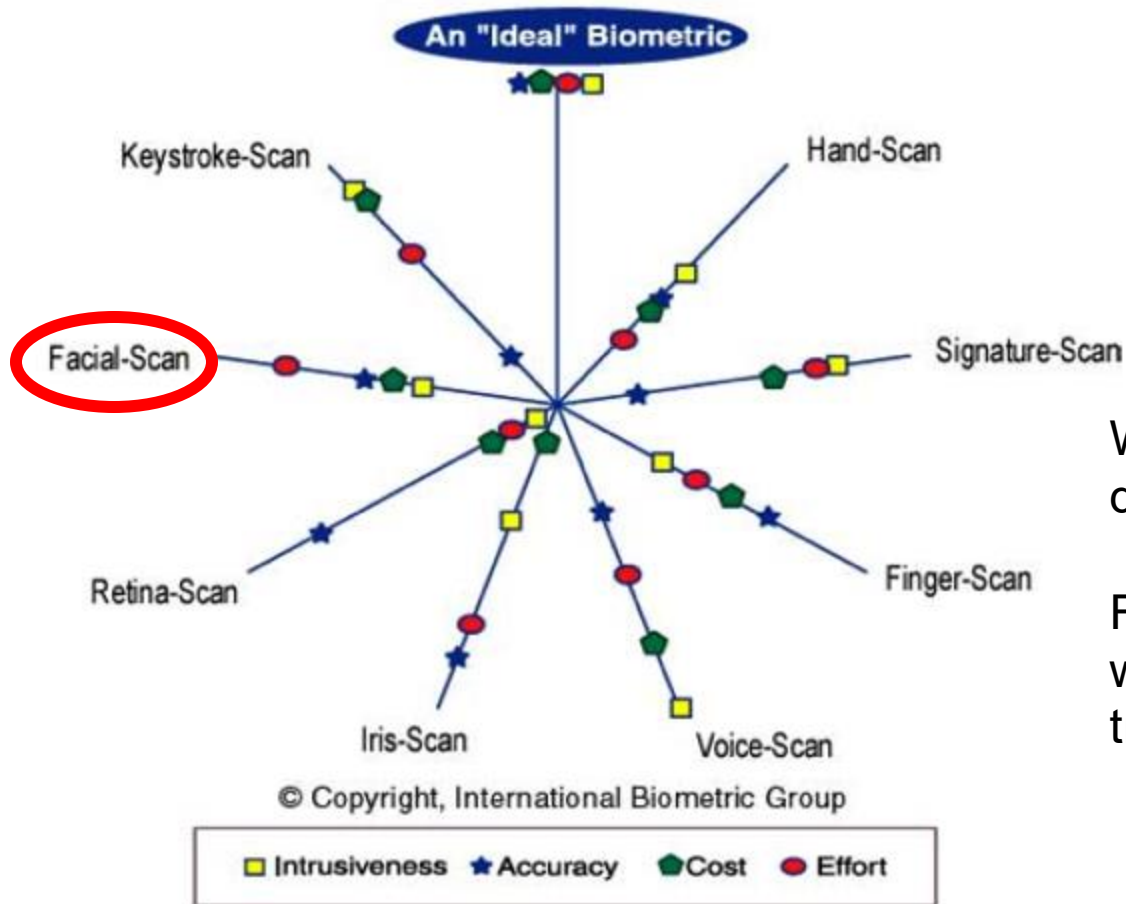 An "Ideal" Biometric
Keystroke-Scan
Hand-Scan
Facial-Scan
Signature-Scan
Retina-Scan
Finger-Scan
Iris-Scan
Voice-Scan
© Copyright, International Biometric Group
Intrusiveness Accuracy Cost Effort